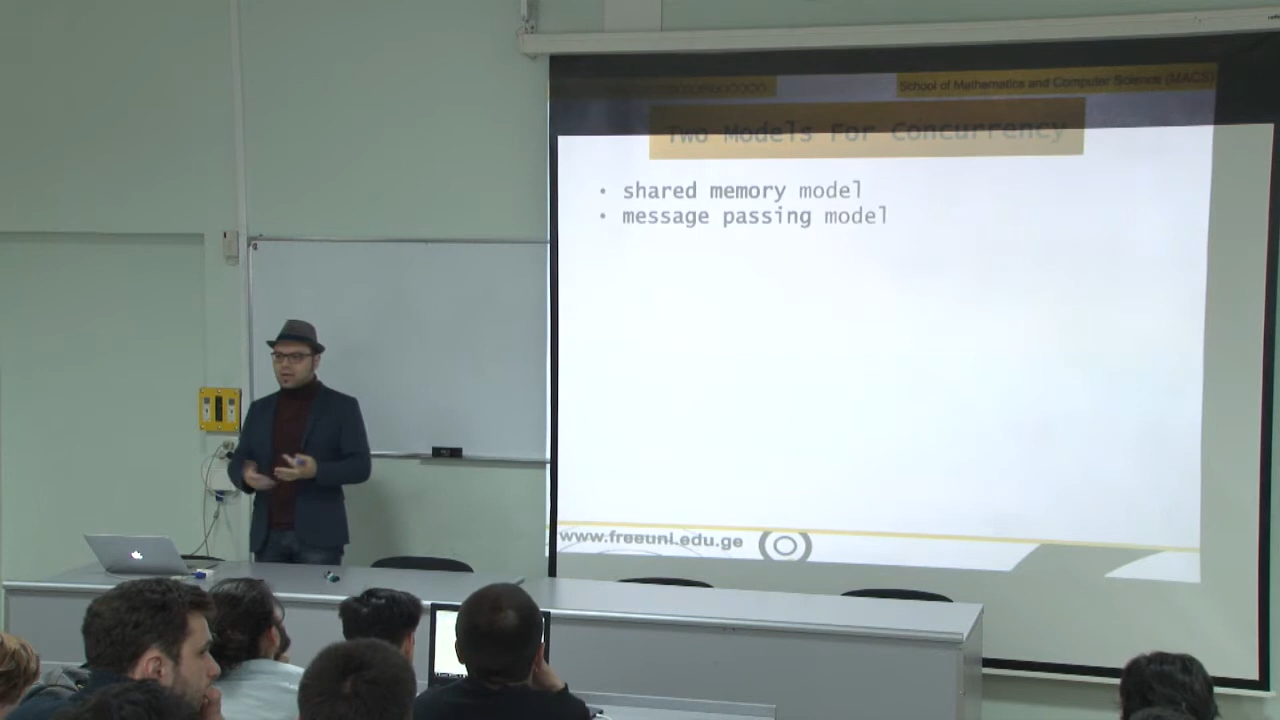 School of Mathematics and Computer Science (MACS)
Two Models For Concurrency
• shared memory model
• message passing model
www.freeuni.edu.ge